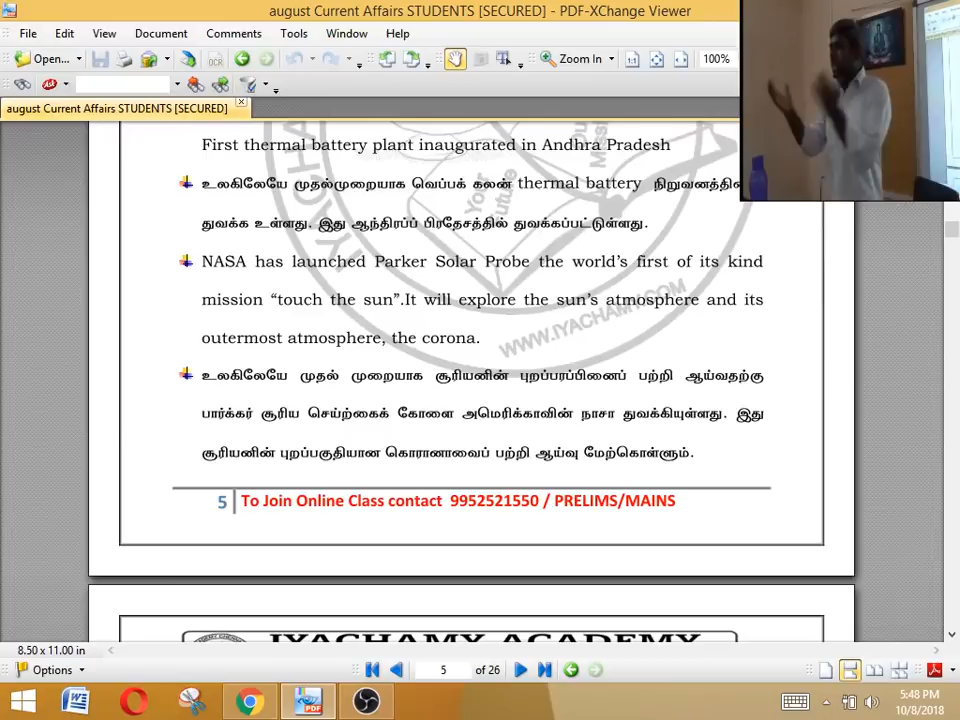 august Current Affairs STUDENTS [SECURED] - PDF-XChange Viewer
File Edit View Document Comments Tools Window Help
Open... OCR Zoom In 100%
august Current Affairs STUDENTS [SECURED]
First thermal battery plant inaugurated in Andhra Pradesh
உலகிலேயே முதல்முறையாக வெப்பக் கலன் thermal battery
துவக்க உள்ளது. இது ஆந்திரப்ப் பிரதேசத்தில் துவக்கப்பட்டுள்ளது.
NASA has launched Parker Solar Probe the world's first of its kind
mission "touch the sun".It will explore the sun's atmosphere and its
outermost atmosphere, the corona.
உலகிலேயே முதல் முறையாக சூரியனின் புறப்பரப்பினைப் பற்றி ஆய்வதற்கு
பார்க்கர் சூரிய செய்ற்கைக் கோளை அமெரிக்காவின் நாசா துவக்கியுள்ளது. இது
சூரியனின் புறப்பகுதியான கொரானாவைப் பற்றி ஆய்வு மேற்கொள்ளும்.
Your Future
WWW.IYACHAMY.COM
5 To Join Online Class contact 9952521550 / PRELIMS/MAINS
IYACHAMY ACADEMY
8.50 x 11.00 in
Options 5 of 26
5:48 PM
10/8/2018